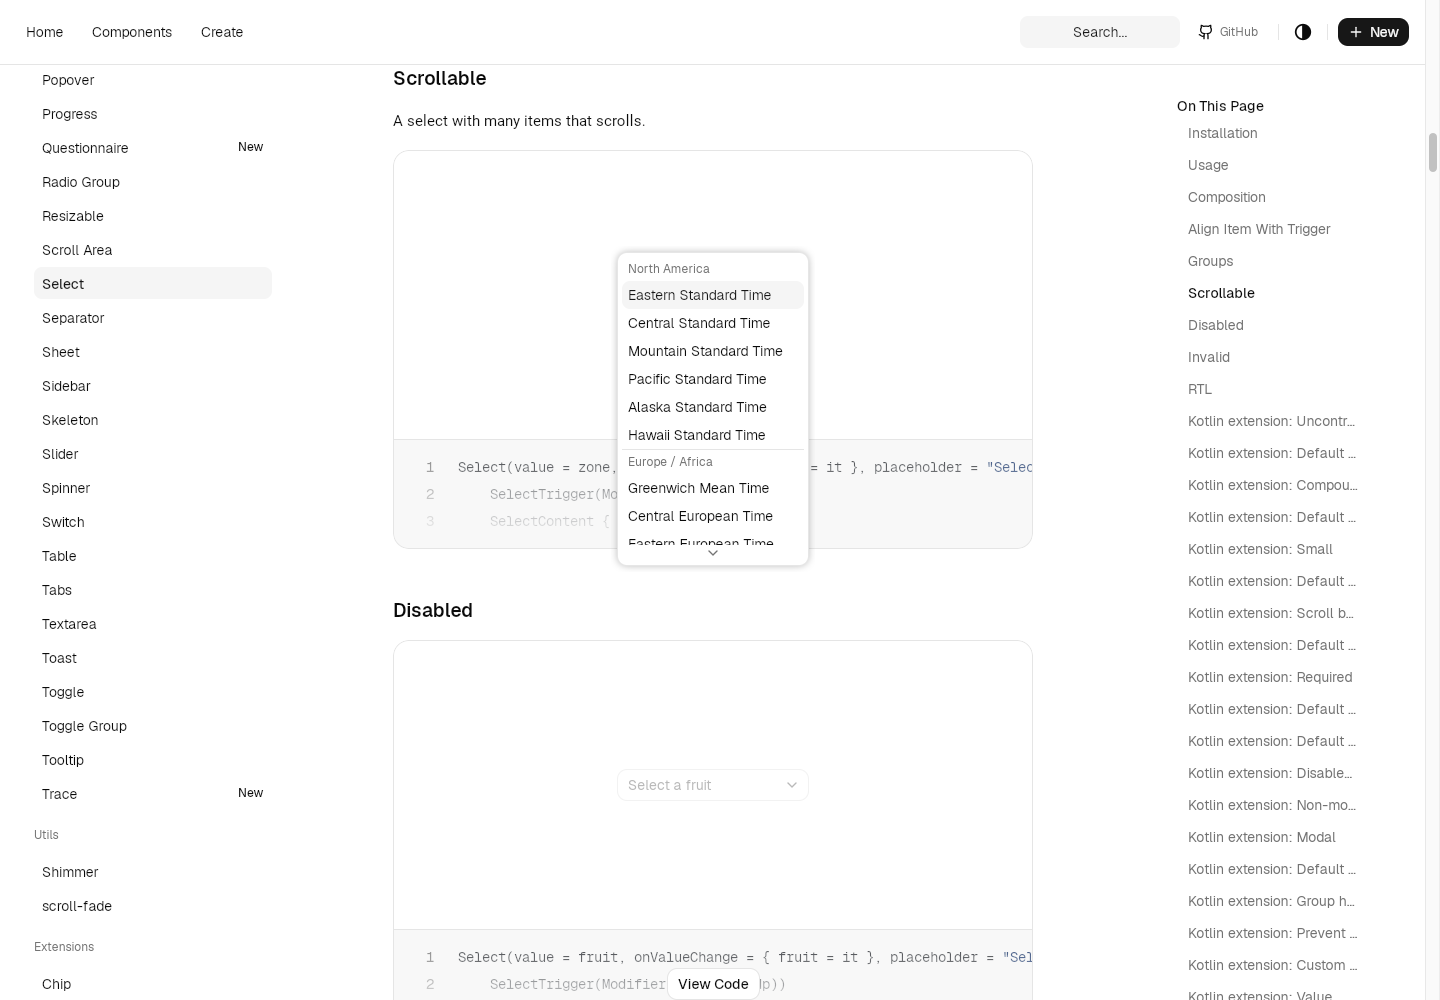 Home Components Create Search... GitHub New
Popover
Progress
Questionnaire New
Radio Group
Resizable
Scroll Area
Select
Separator
Sheet
Sidebar
Skeleton
Slider
Spinner
Switch
Table
Tabs
Textarea
Toast
Toggle
Toggle Group
Tooltip
Trace New
Utils
Shimmer
scroll-fade
Extensions
Chip
Scrollable
A select with many items that scrolls.
North America
Eastern Standard Time
Central Standard Time
Mountain Standard Time
Pacific Standard Time
Alaska Standard Time
Hawaii Standard Time
Europe / Africa
Greenwich Mean Time
Central European Time
Eastern European Time
1 Select(value = zone, = it }, placeholder = "Selec
2 SelectTrigger(Mo
3 SelectContent {
Disabled
Select a fruit
1 Select(value = fruit, onValueChange = { fruit = it }, placeholder = "Sel
2 SelectTrigger(Modifier dp))
View Code
On This Page
Installation
Usage
Composition
Align Item With Trigger
Groups
Scrollable
Disabled
Invalid
RTL
Kotlin extension: Uncontr...
Kotlin extension: Default ...
Kotlin extension: Compou...
Kotlin extension: Default ...
Kotlin extension: Small
Kotlin extension: Default ...
Kotlin extension: Scroll b...
Kotlin extension: Default ...
Kotlin extension: Required
Kotlin extension: Default ...
Kotlin extension: Default ...
Kotlin extension: Disable...
Kotlin extension: Non-mo...
Kotlin extension: Modal
Kotlin extension: Default ...
Kotlin extension: Group h...
Kotlin extension: Prevent ...
Kotlin extension: Custom ...
Kotlin extension: Value